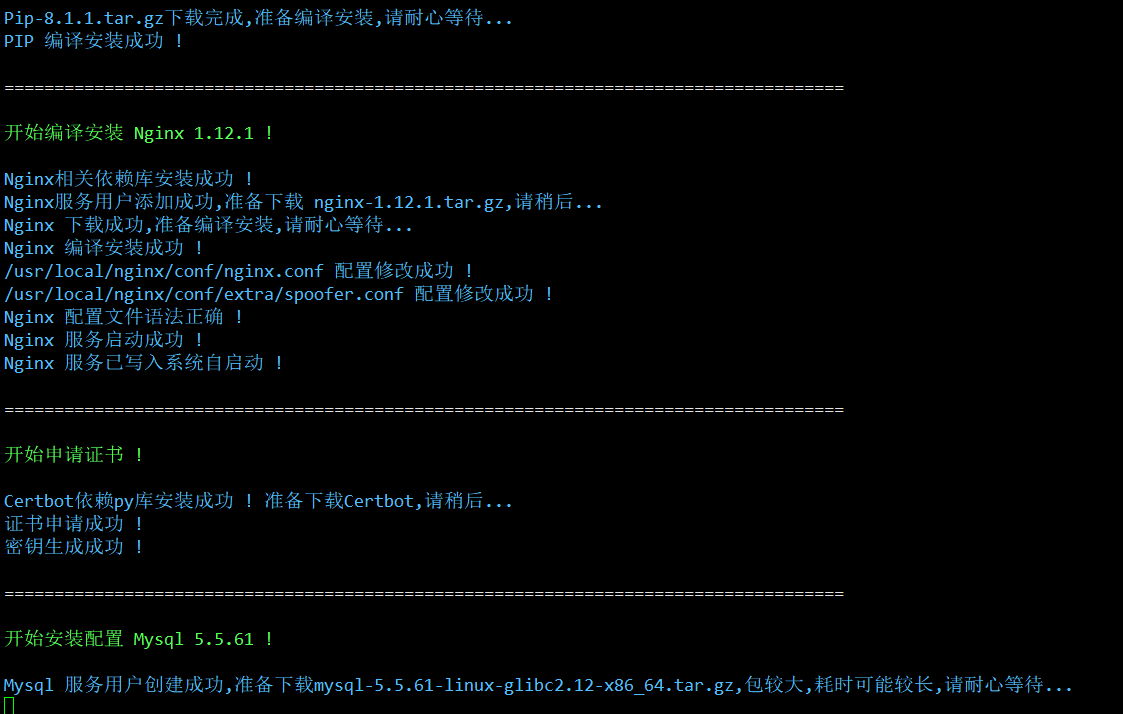 Pip-8.1.1.tar.gz下载完成,准备编译安装,请耐心等待...
PIP 编译安装成功 !
====================================================================================
开始编译安装 Nginx 1.12.1 !
Nginx相关依赖库安装成功 !
Nginx服务用户添加成功,准备下载 nginx-1.12.1.tar.gz,请稍后...
Nginx 下载成功,准备编译安装,请耐心等待...
Nginx 编译安装成功 !
/usr/local/nginx/conf/nginx.conf 配置修改成功 !
/usr/local/nginx/conf/extra/spoofer.conf 配置修改成功 !
Nginx 配置文件语法正确 !
Nginx 服务启动成功 !
Nginx 服务已写入系统自启动 !
====================================================================================
开始申请证书 !
Certbot依赖py库安装成功 ! 准备下载Certbot,请稍后...
证书申请成功 !
密钥生成成功 !
====================================================================================
开始安装配置 Mysql 5.5.61 !
Mysql 服务用户创建成功,准备下载mysql-5.5.61-linux-glibc2.12-x86_64.tar.gz,包较大,耗时可能较长,请耐心等待...